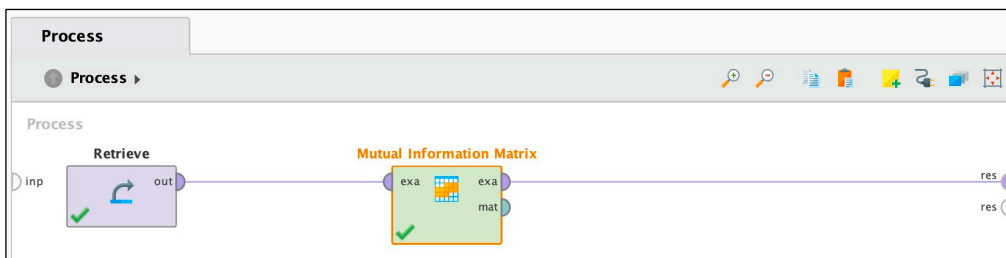 Process
Process
Process
Retrieve
Mutual Information Matrix
inp
out
exa
exa
res
mat
res